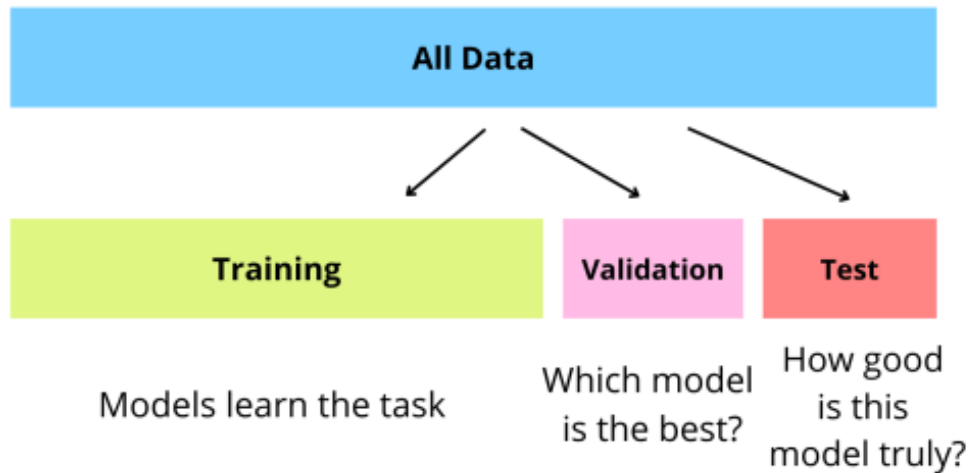 All Data
Training
Validation
Test
Models learn the task
Which model
is the best?
How good
is this
model truly?